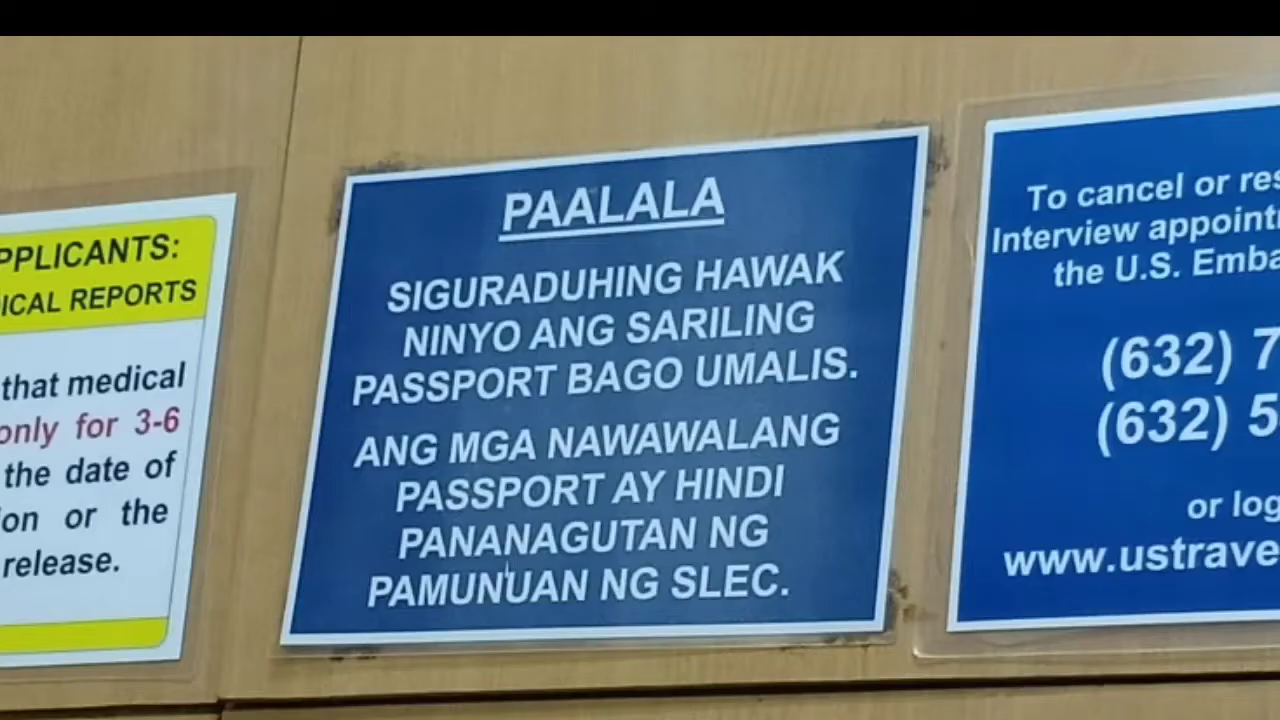 PPLICANTS:
ICAL REPORTS
that medical
only for 3-6
the date of
or the
release.
PAALALA
SIGURADUHING HAWAK
NINYO ANG SARILING
PASSPORT BAGO UMALIS.
ANG MGA NAWAWALANG
PASSPORT AY HINDI
PANANAGUTAN NG
PAMUNUAN NG SLEC.
To cancel or res
Interview appoint
the U.S. Emba
(632) 7
(632) 5
or log
www.ustrave